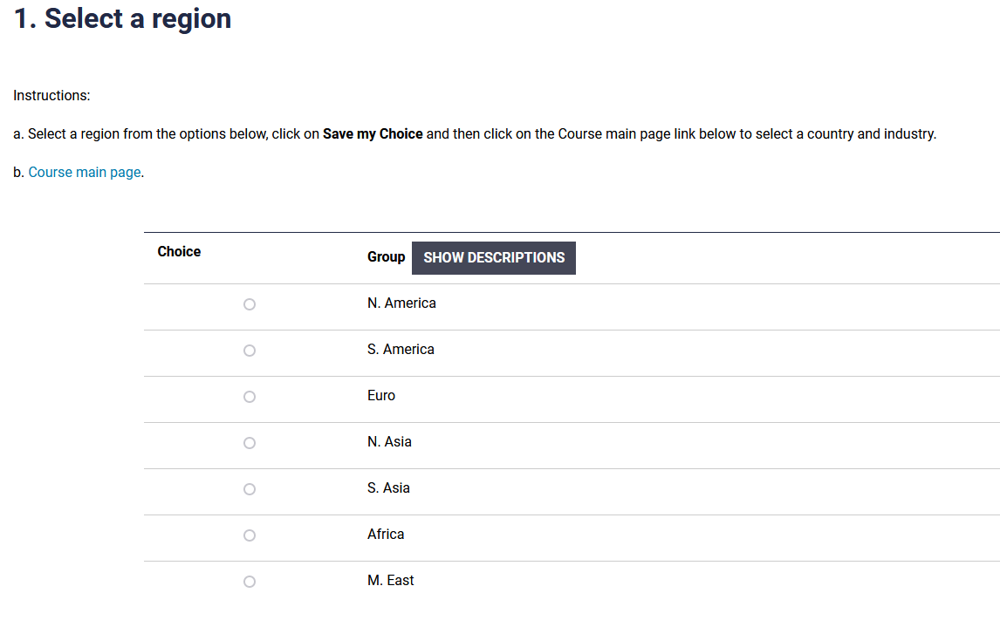 1. Select a region
Instructions:
a. Select a region from the options below, click on Save my Choice and then click on the Course main page link below to select a country and industry.
b. Course main page.
Choice
Group SHOW DESCRIPTIONS
N. America
S. America
Euro
N. Asia
S. Asia
Africa
M. East